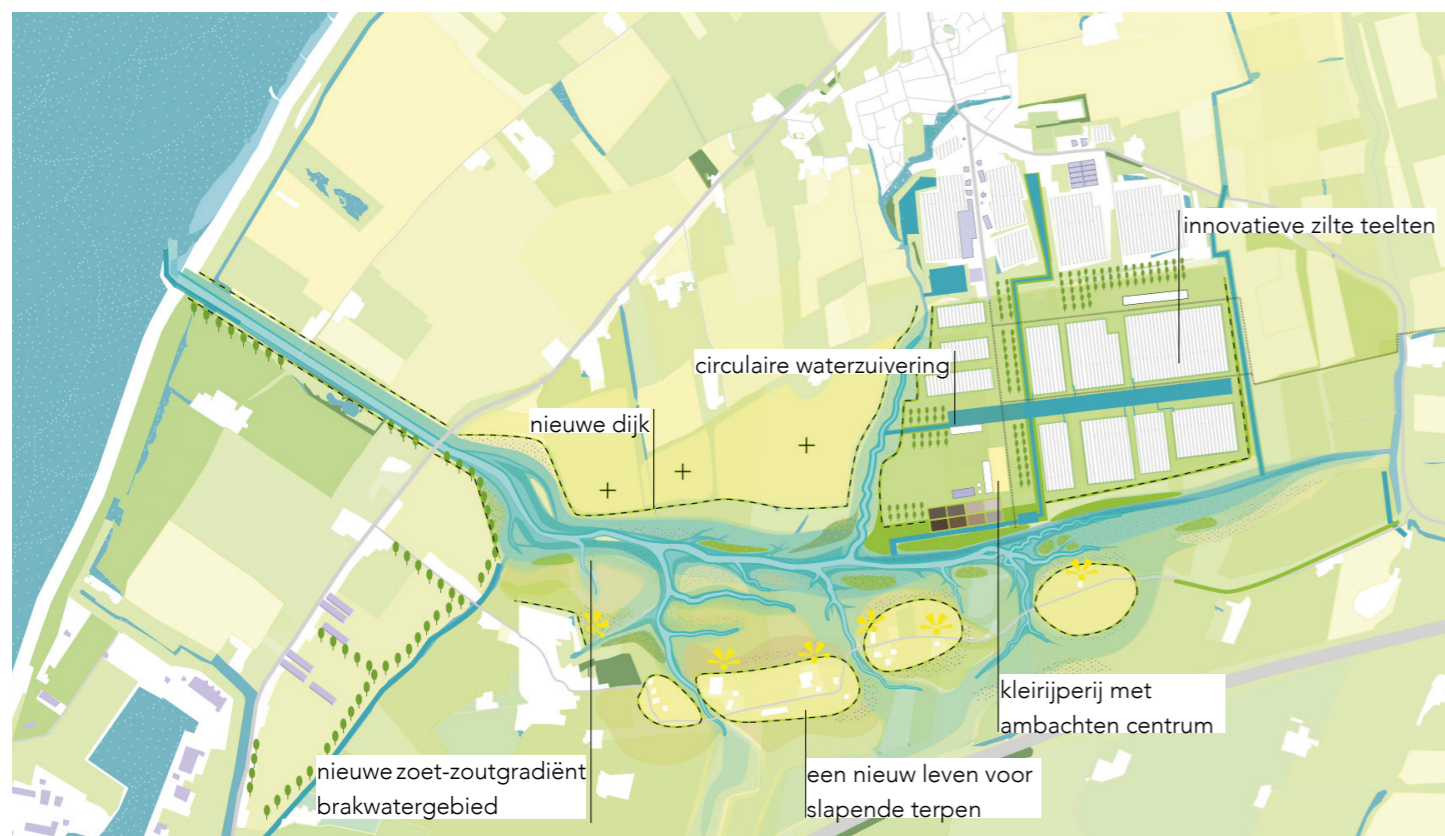 innovatieve zilte teelten
circulaire waterzuivering
nieuwe dijk
kleirijperij met
ambachten centrum
nieuwe zoet-zoutgradiënt
brakwatergebied
een nieuw leven voor
slapende terpen